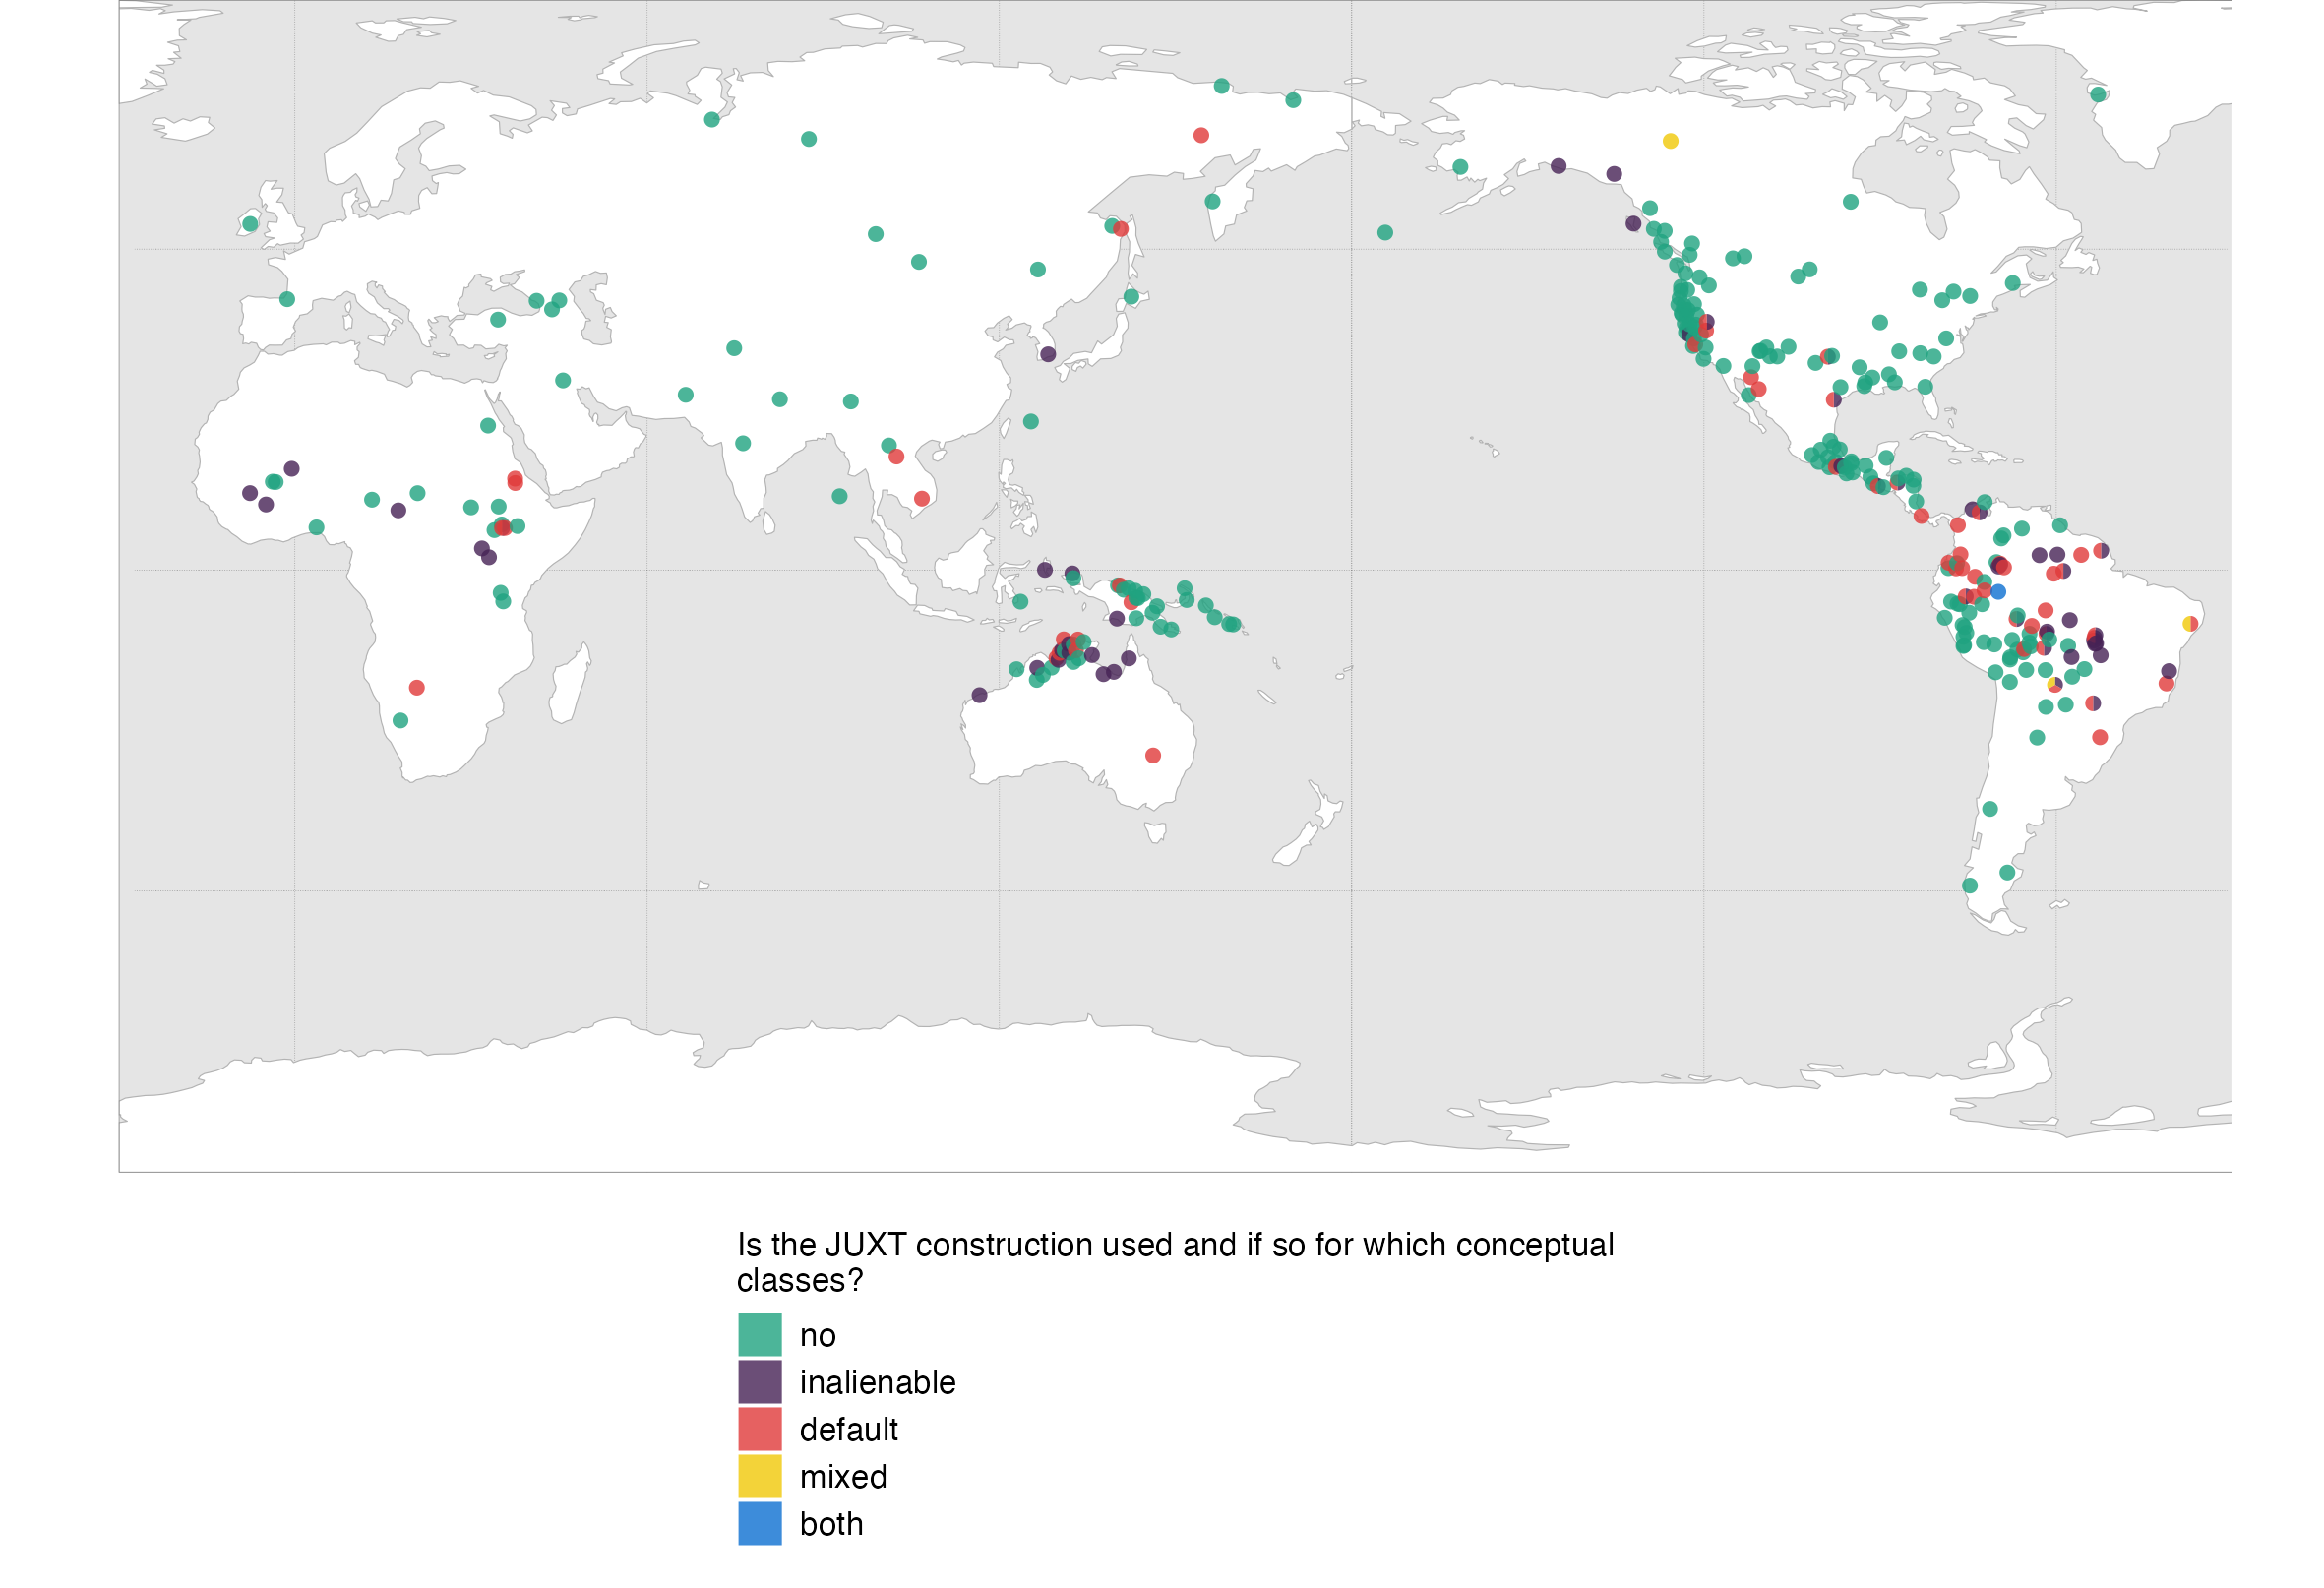 Is the JUXT construction used and if so for which conceptual
classes?
no
inalienable
default
mixed
both